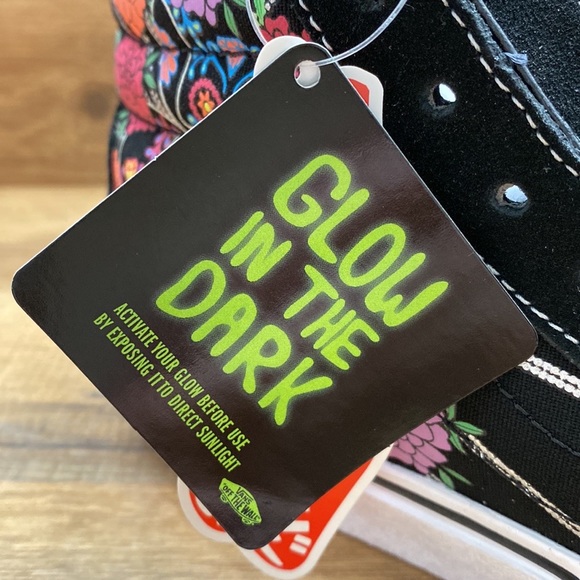 GLOW
IN THE
DARK
ACTIVATE YOUR GLOW BEFORE USE
BY EXPOSING IT TO DIRECT SUNLIGHT
VANS
OFF THE WALL